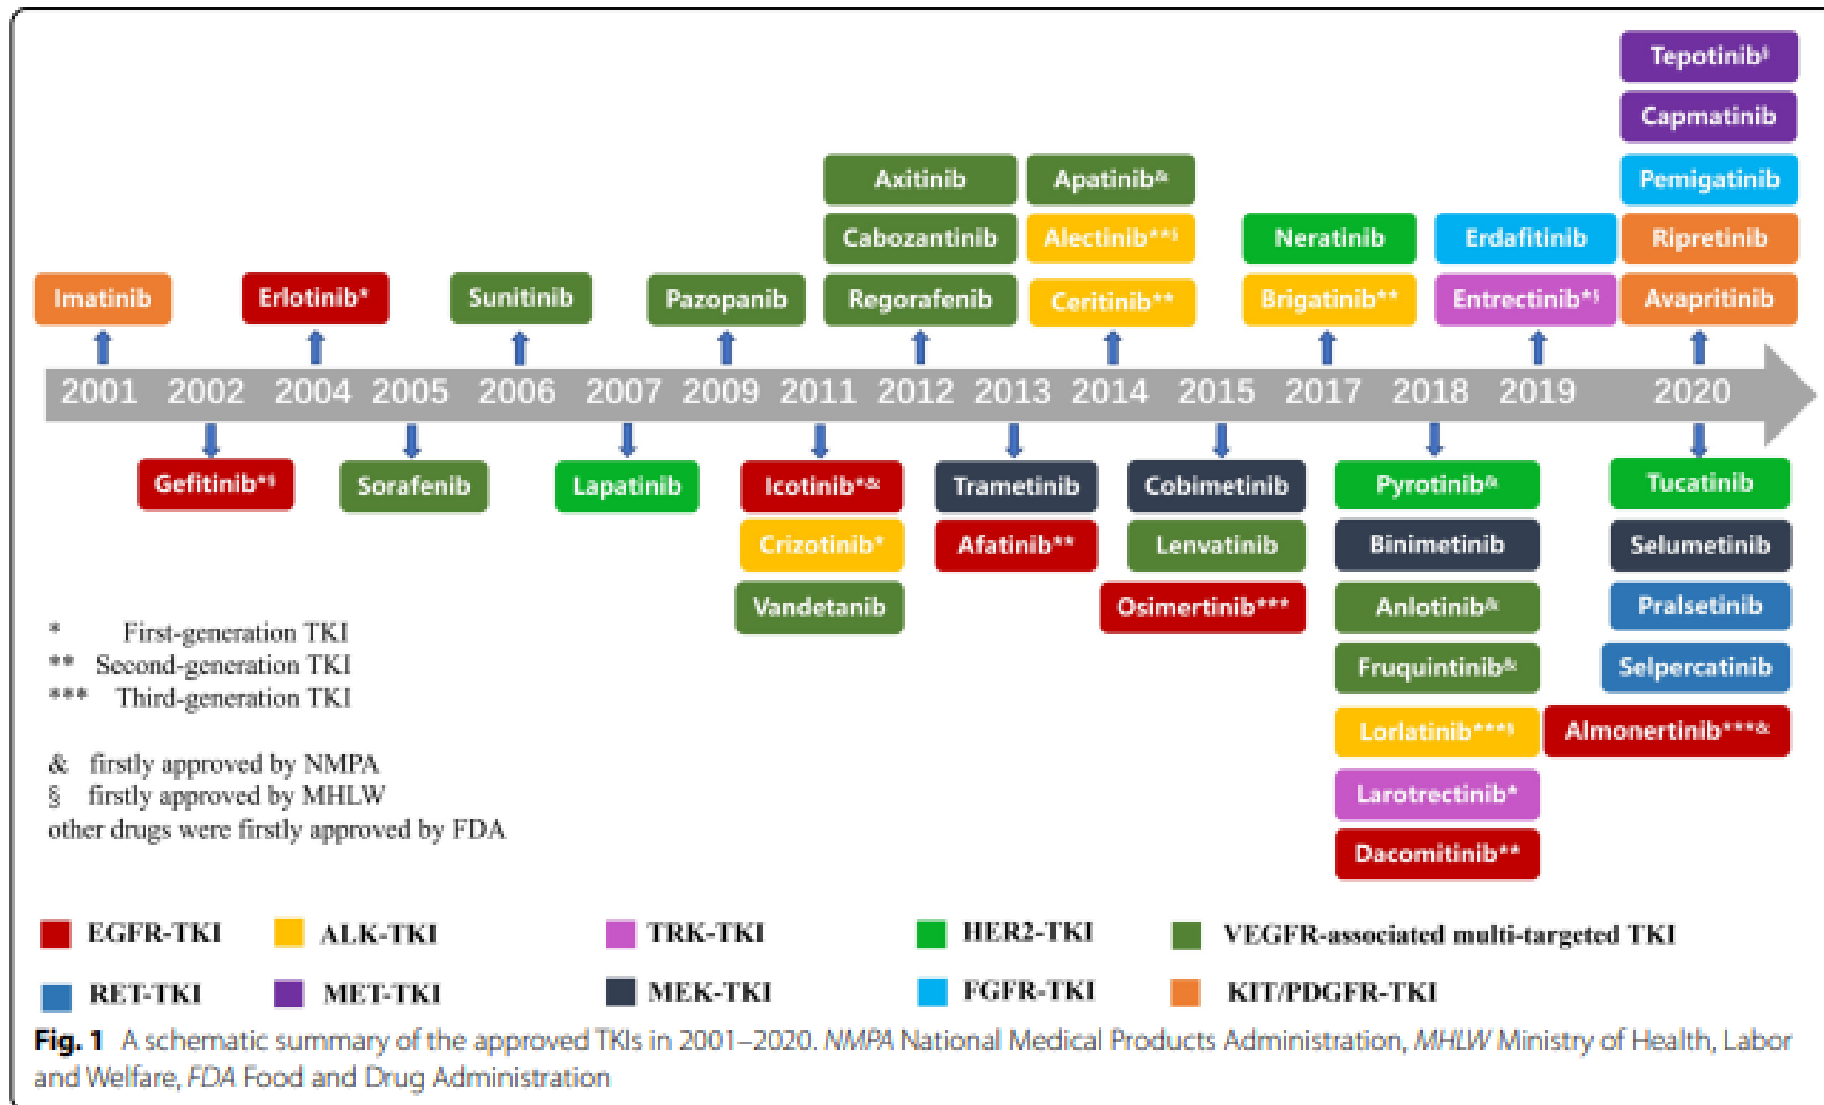 Tepotinib§
Capmatinib
Axitinib
Apatinib&
Pemigatinib
Cabozantinib
Alectinib**§
Neratinib
Erdafitinib
Ripretinib
Imatinib
Erlotinib*
Sunitinib
Pazopanib
Regorafenib
Ceritinib**
Brigatinib**
Entrectinib*§
Avapritinib
2001 2002 2004 2005 2006 2007 2009 2011 2012 2013 2014 2015 2017 2018 2019 2020
Gefitinib*§
Sorafenib
Lapatinib
Icotinib*&
Trametinib
Cobimetinib
Pyrotinib&
Tucatinib
Crizotinib*
Afatinib**
Lenvatinib
Binimetinib
Selumetinib
Vandetanib
Osimertinib***
Anlotinib&
Pralsetinib
Fruquintinib&
Selpercatinib
Lorlatinib***§
Almonertinib***&
Larotrectinib*
Dacomitinib**
* First-generation TKI
** Second-generation TKI
*** Third-generation TKI
& firstly approved by NMPA
§ firstly approved by MHLW
other drugs were firstly approved by FDA
EGFR-TKI
ALK-TKI
TRK-TKI
HER2-TKI
VEGFR-associated multi-targeted TKI
RET-TKI
MET-TKI
MEK-TKI
FGFR-TKI
KIT/PDGFR-TKI
Fig. 1 A schematic summary of the approved TKIs in 2001–2020. NMPA National Medical Products Administration, MHLW Ministry of Health, Labor
and Welfare, FDA Food and Drug Administration